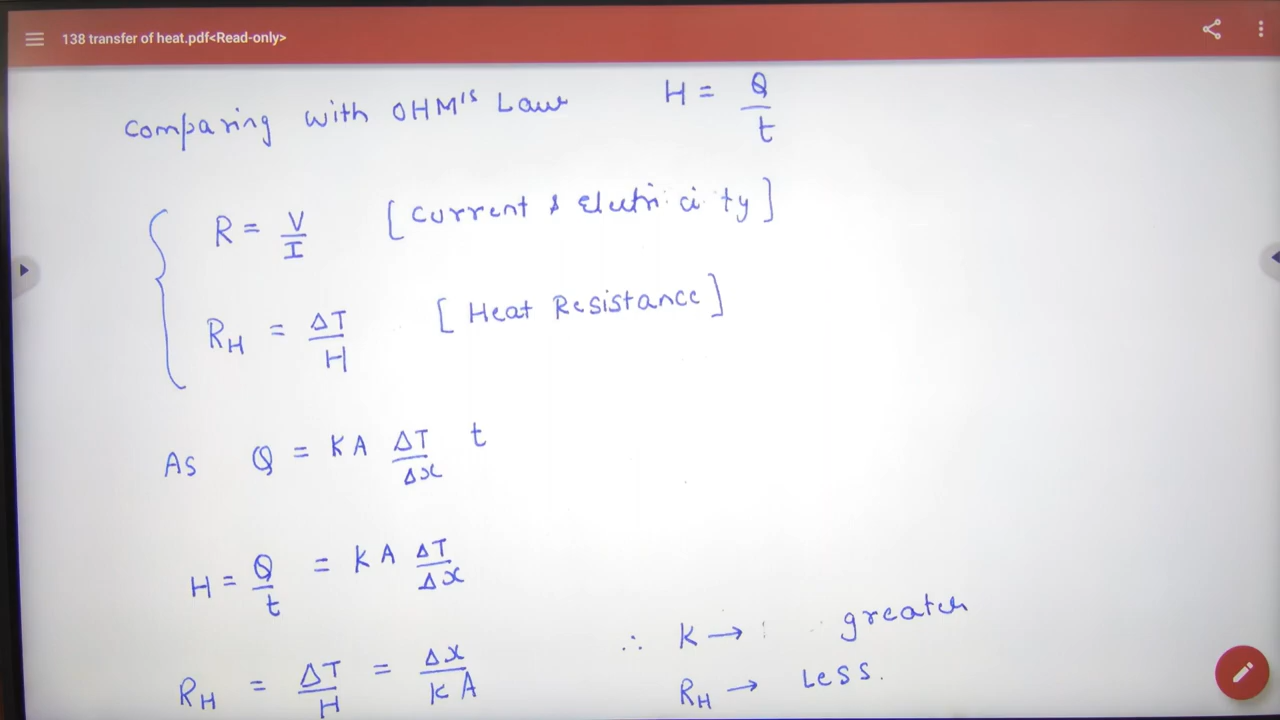 138 transfer of heat.pdf<Read-only>
Comparing with OHM's Law H = Q/t
R = V/I [Current & Electricity]
R_H = ΔT/H [Heat Resistance]
As Q = KA ΔT/Δx t
H = Q/t = KA ΔT/Δx
∴ K → greater
R_H = ΔT/H = Δx/KA
R_H → Less.